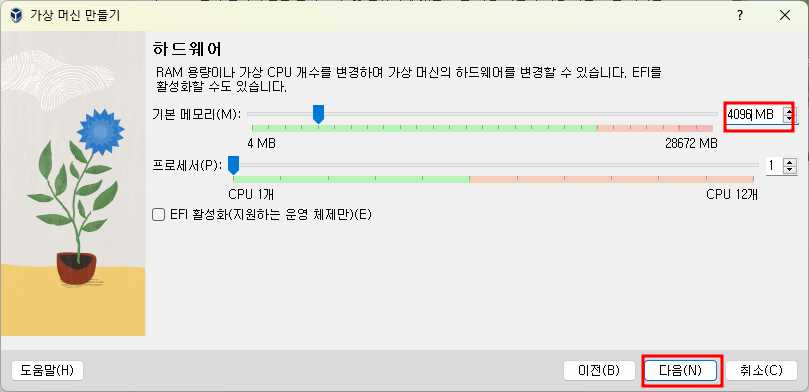 가상 머신 만들기
하드웨어
RAM 용량이나 가상 CPU 개수를 변경하여 가상 머신의 하드웨어를 변경할 수 있습니다. EFI를
활성화할 수도 있습니다.
기본 메모리(M):
4096 MB
4 MB
28672 MB
프로세서(P):
1
CPU 1개
CPU 12개
EFI 활성화(지원하는 운영 체제만)(E)
도움말(H)
이전(B)
다음(N)
취소(C)